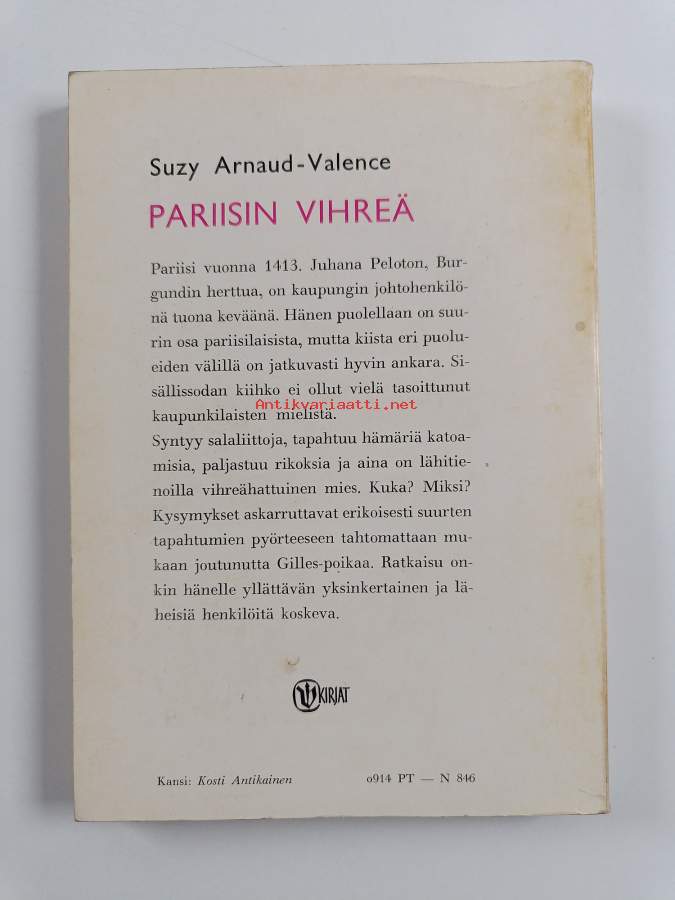 Suzy Arnaud-Valence
PARIISIN VIHREÄ
Pariisi vuonna 1413. Juhana Peloton, Bur-
gundin herttua, on kaupungin johtohenkilö-
nä tuona keväänä. Hänen puolellaan on suu-
rin osa pariisilaisista, mutta kiista eri puolu-
eiden välillä on jatkuvasti hyvin ankara. Si-
sällissodan kiihko ei ollut vielä tasoittunut
Antikvariaatti.net
kaupunkilaisten mielistä.
Syntyy salaliittoja, tapahtuu hämäriä katoa-
misia, paljastuu rikoksia ja aina on lähitie-
noilla vihreähattuinen mies. Kuka? Miksi?
Kysymykset askarruttavat erikoisesti suurten
tapahtumien pyörteeseen tahtomattaan mu-
kaan joutunutta Gilles-poikaa. Ratkaisu on-
kin hänelle yllättävän yksinkertainen ja lä-
heisiä henkilöitä koskeva.
KIRJAT
Kansi: Kosti Antikainen 0914 PT — N 846